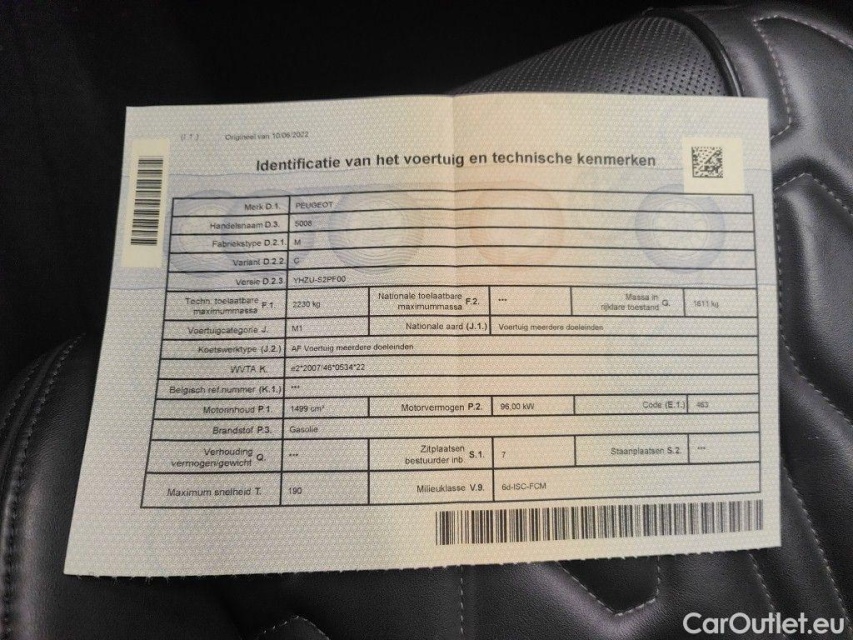 (I.T.) Origineel van 10/06/2022
Identificatie van het voertuig en technische kenmerken
Merk D.1. PEUGEOT
Handelsnaam D.3. 5008
Fabriekstype D.2.1. M
Variant D.2.2. C
Versie D.2.3. YHZU-S2PF00
Techn. toelaatbare maximummassa F.1. 2230 kg Nationale toelaatbare maximummassa F.2. --- Massa in rijklare toestand G. 1611 kg
Voertuigcategorie J. M1 Nationale aard (J.1.) Voertuig meerdere doeleinden
Koetswerktype (J.2.) AF Voertuig meerdere doeleinden
WVTA K. e2*2007/46*0534*22
Belgisch ref.nummer (K.1.) ---
Motorinhoud P.1. 1499 cm³ Motorvermogen P.2. 96,00 kW Code (E.1.) 463
Brandstof P.3. Gasolie
Verhouding vermogen/gewicht Q. --- Zitplaatsen bestuurder inb. S.1. 7 Staanplaatsen S.2. ---
Maximum snelheid T. 190 Milieuklasse V.9. 6d-ISC-FCM
CarOutlet.eu